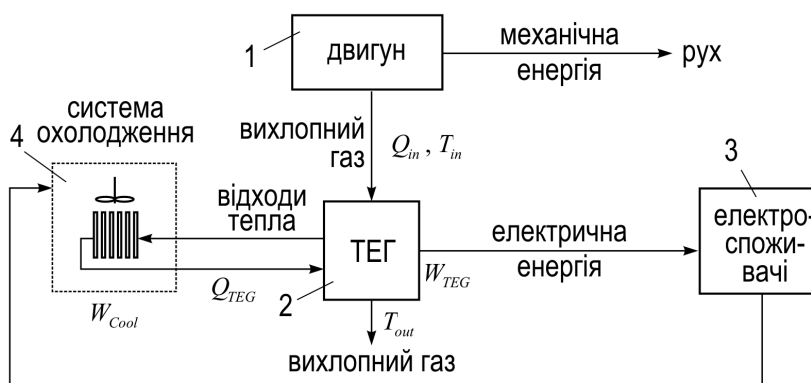 1
двигун
механічна
енергія
рух
система
охолодження
4
вихлопний
газ
Q_in , T_in
3
відходи
тепла
ТЕГ
електрична
енергія
електро-
спожи-
вачі
Q_TEG
2
W_TEG
W_Cool
T_out
вихлопний газ